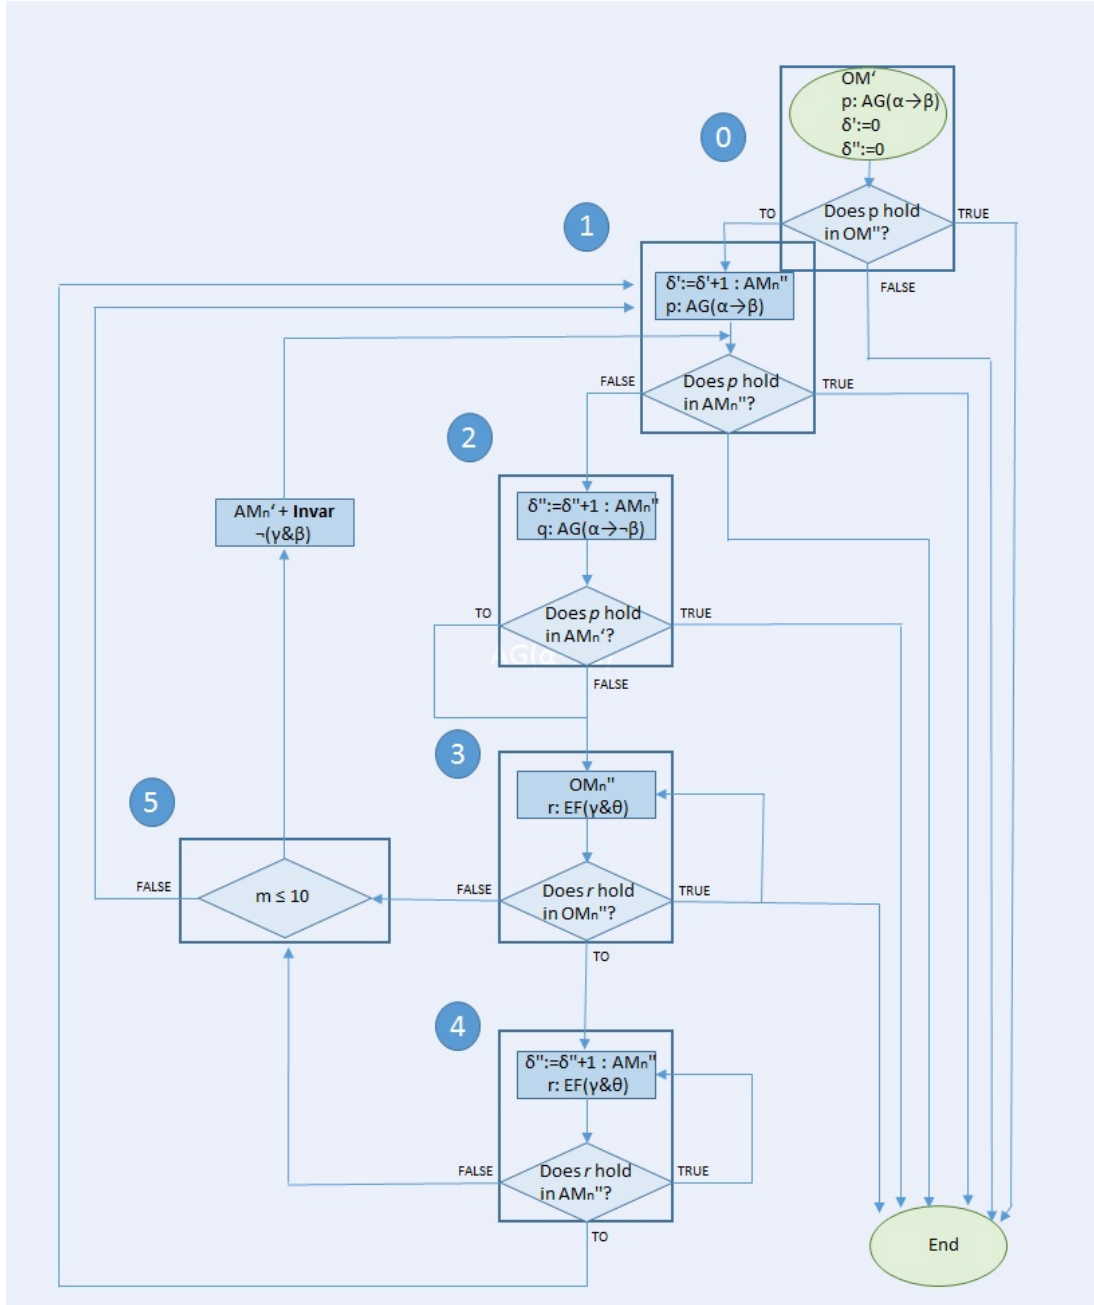 OM‘
p: AG(α→β)
δ':=0
δ":=0
0
Does p hold
in OM"?
TO
TRUE
FALSE
1
δ':=δ'+1 : AMₙ"
p: AG(α→β)
Does p hold
in AMₙ"?
FALSE
TRUE
2
δ":=δ"+1 : AMₙ"
q: AG(α→¬β)
AMₙ‘ + Invar
¬(γ&β)
Does p hold
in AMₙ‘?
TO
TRUE
AG(α
FALSE
3
OMₙ"
r: EF(γ&θ)
5
m ≤ 10
FALSE
FALSE
Does r hold
in OMₙ"?
TRUE
TO
4
δ":=δ"+1 : AMₙ"
r: EF(γ&θ)
FALSE
Does r hold
in AMₙ"?
TRUE
TO
End